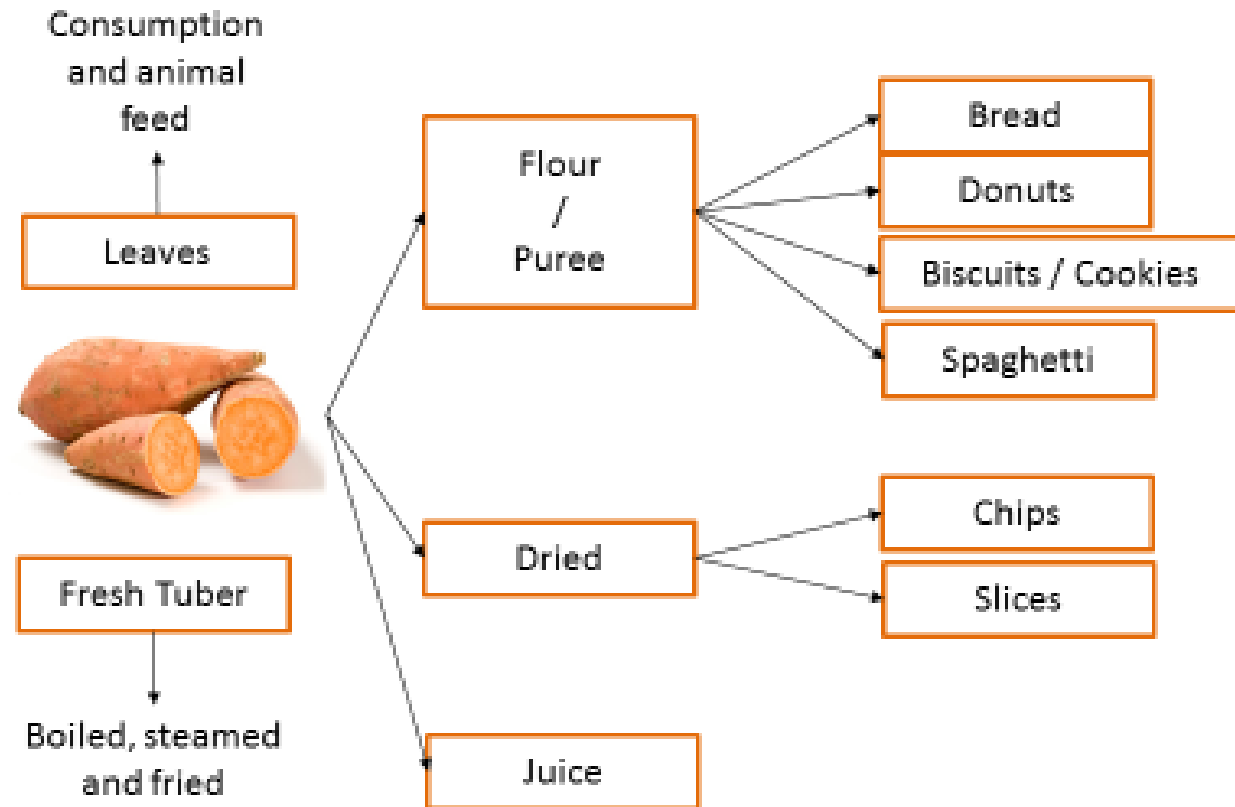 Consumption
and animal
feed
Leaves
Fresh Tuber
Boiled, steamed
and fried
Flour
/
Puree
Dried
Juice
Bread
Donuts
Biscuits / Cookies
Spaghetti
Chips
Slices